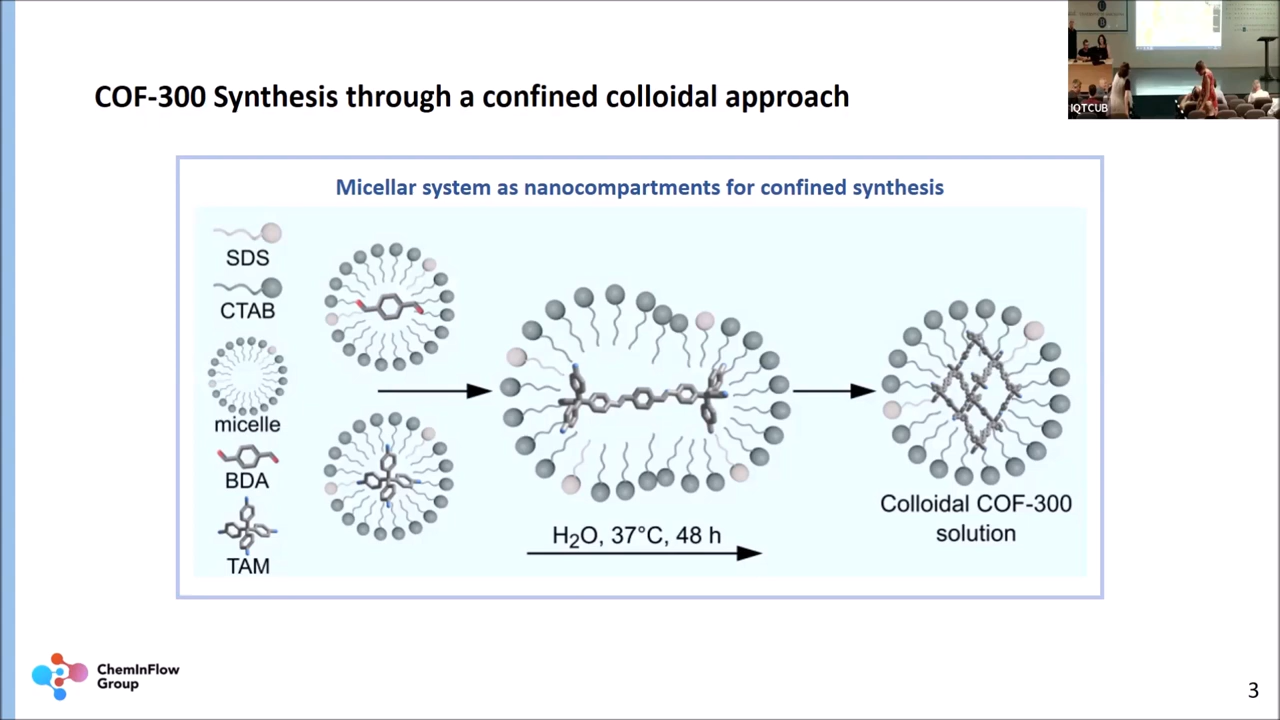 COF-300 Synthesis through a confined colloidal approach
IQTCUB
Micellar system as nanocompartments for confined synthesis
SDS
CTAB
micelle
BDA
TAM
H₂O, 37°C, 48 h
Colloidal COF-300
solution
ChemInFlow
Group
3